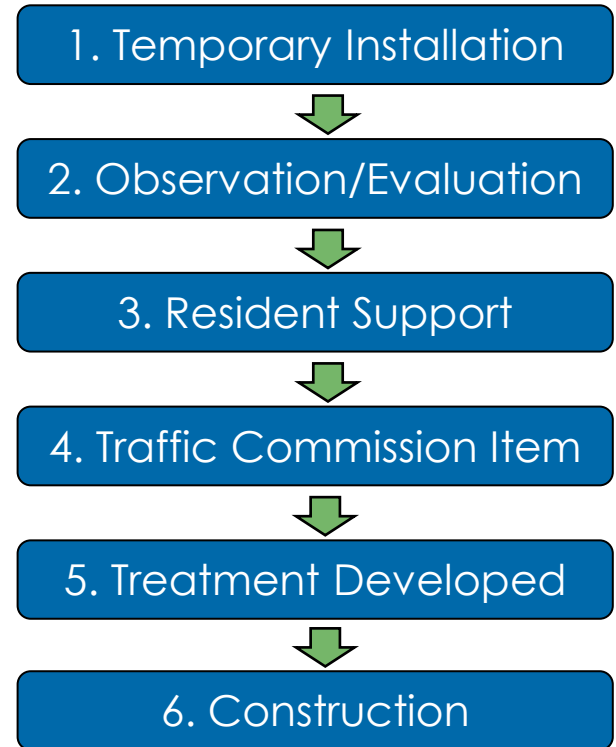 1. Temporary Installation
2. Observation/Evaluation
3. Resident Support
4. Traffic Commission Item
5. Treatment Developed
6. Construction